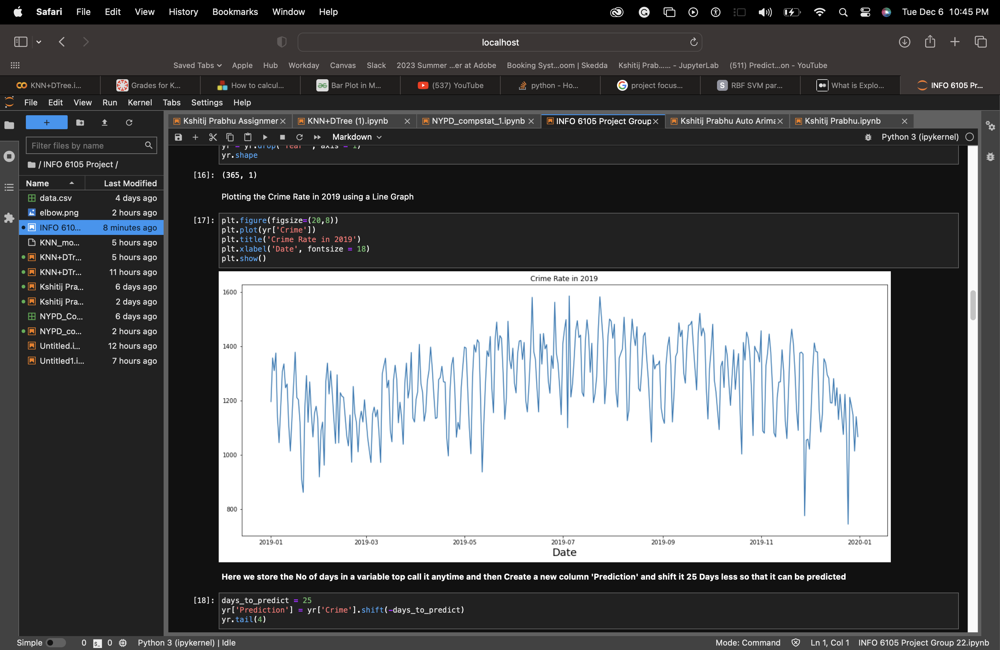 Safari File Edit View History Bookmarks Window Help Tue Dec 6 10:45 PM
localhost
Saved Tabs Apple Hub Workday Canvas Slack 2023 Summer ...er at Adobe Booking Syst...oom | Skedda Kshitij Prab...... - JupyterLab (511) Predict...on - YouTube
KNN+DTree.i... Grades for K... How to calcul... Bar Plot in M... (537) YouTube python - Ho... project focus... S RBF SVM par... What is Explo... INFO 6105 Pr...
File Edit View Run Kernel Tabs Settings Help
Kshitij Prabhu Assignmer KNN+DTree (1).ipynb NYPD_compstat_1.ipynb INFO 6105 Project Group Kshitij Prabhu Auto Arima Kshitij Prabhu.ipynb
Markdown Python 3 (ipykernel)
Filter files by name
/ INFO 6105 Project /
Name Last Modified
data.csv 4 days ago
elbow.png 2 hours ago
INFO 610... 8 minutes ago
KNN_mo... 5 hours ago
KNN+DTr... 5 hours ago
KNN+DTr... 11 hours ago
Kshitij Pra... 6 days ago
Kshitij Pra... 2 days ago
NYPD_Co... 6 days ago
NYPD_co... 2 hours ago
Untitled.i... 12 hours ago
Untitled1.i... 7 hours ago
yr = yr.drop('Year', axis = 1)
yr.shape
[16]: (365, 1)
Plotting the Crime Rate in 2019 using a Line Graph
[17]: plt.figure(figsize=(20,8))
plt.plot(yr['Crime'])
plt.title('Crime Rate in 2019')
plt.xlabel('Date', fontsize = 18)
plt.show()
Crime Rate in 2019
1600
1400
1200
1000
800
2019-01 2019-03 2019-05 2019-07 2019-09 2019-11 2020-01
Date
Here we store the No of days in a variable top call it anytime and then Create a new column 'Prediction' and shift it 25 Days less so that it can be predicted
[18]: days_to_predict = 25
yr['Prediction'] = yr['Crime'].shift(-days_to_predict)
yr.tail(4)
Simple 0 $_ 0 Python 3 (ipykernel) | Idle Mode: Command Ln 1, Col 1 INFO 6105 Project Group 22.ipynb